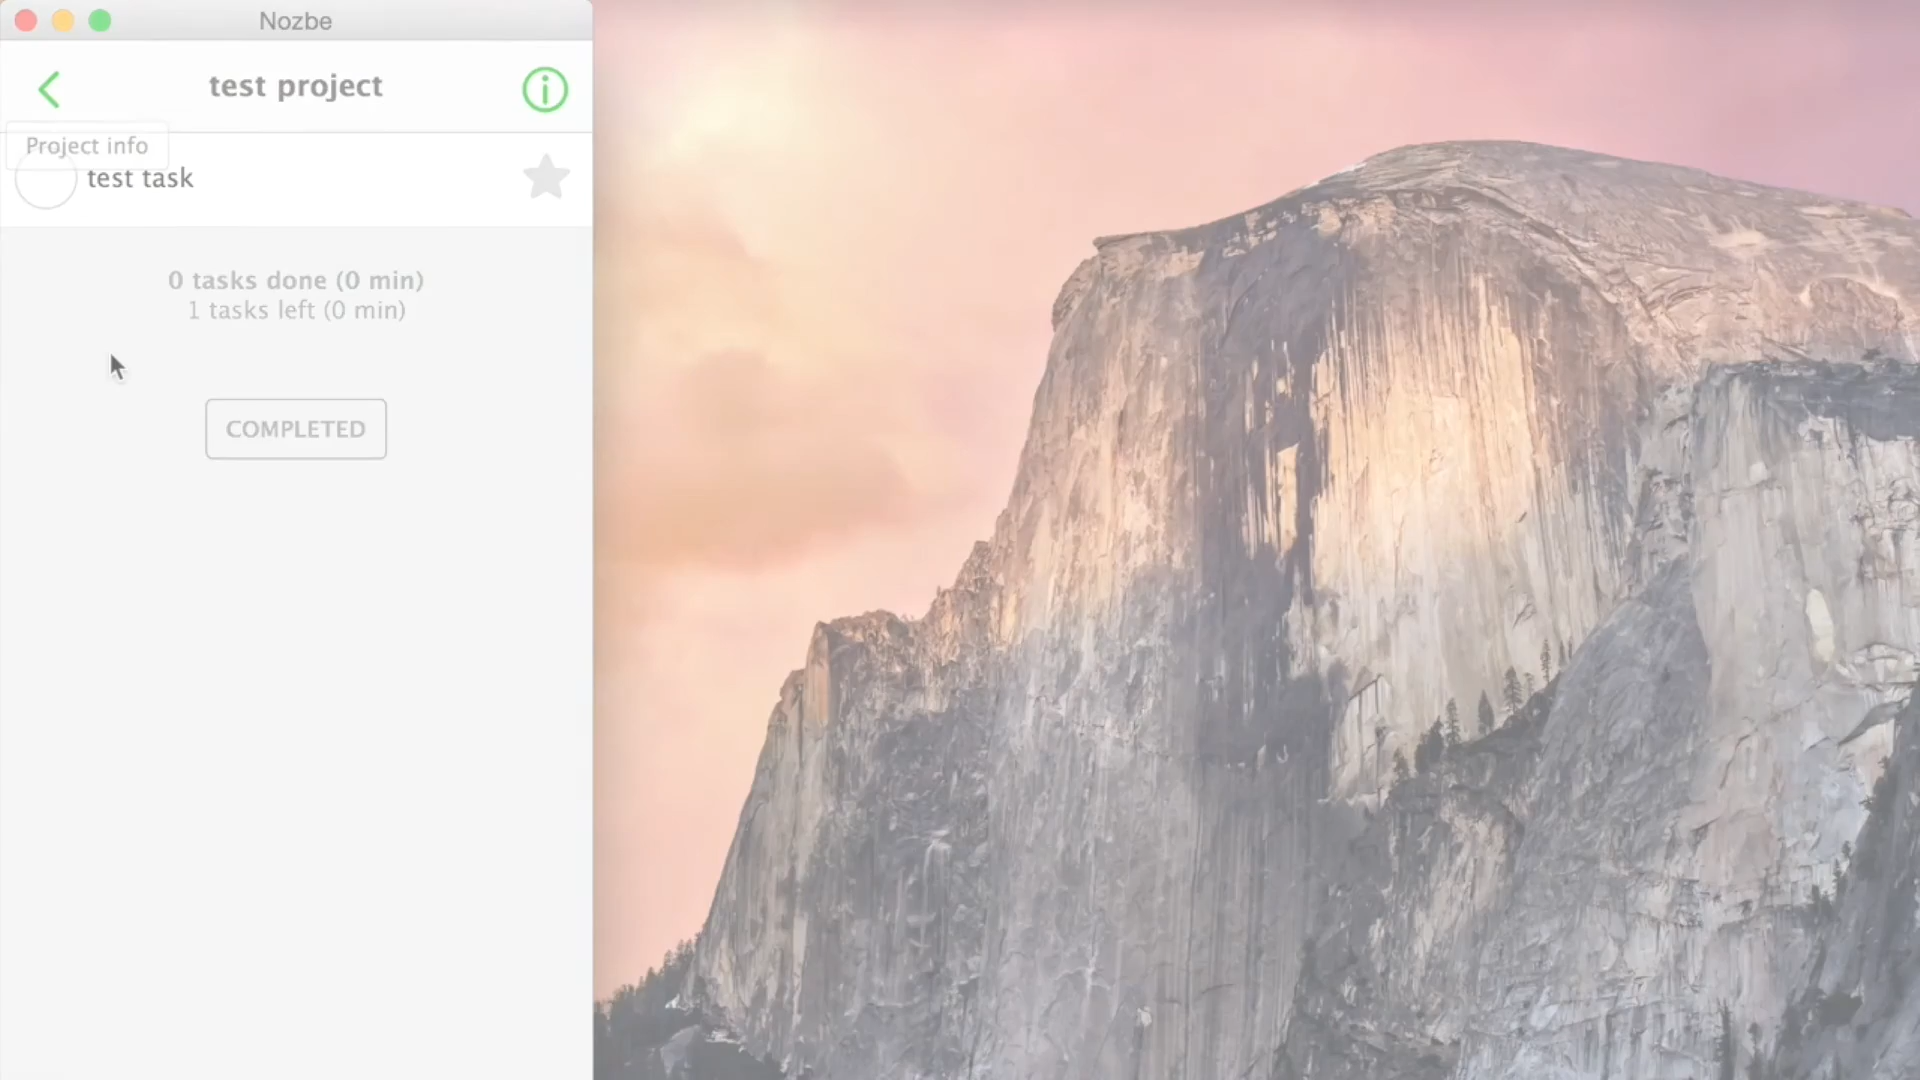 Nozbe
test project
Project info
test task
0 tasks done (0 min)
1 tasks left (0 min)
COMPLETED